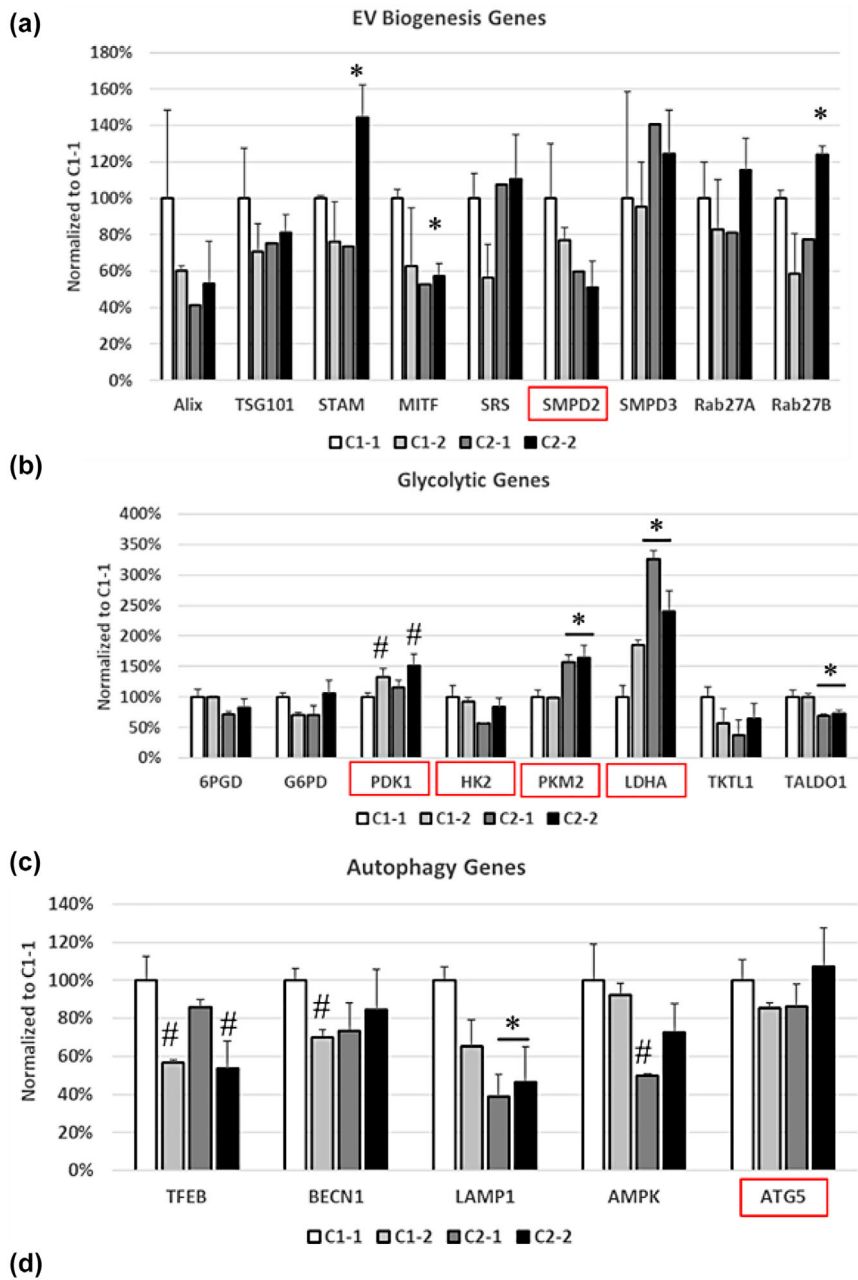 (a)
EV Biogenesis Genes
180%
*
160%
*
140%
120%
100%
80%
*
60%
40%
20%
0%
Normalized to C1-1
Alix TSG101 STAM MITF SRS SMPD2 SMPD3 Rab27A Rab27B
C1-1 C1-2 C2-1 C2-2
(b)
Glycolytic Genes
400%
*
350%
300%
250%
# # *
200%
150%
*
100%
50%
0%
Normalized to C1-1
6PGD G6PD PDK1 HK2 PKM2 LDHA TKTL1 TALDO1
C1-1 C1-2 C2-1 C2-2
(c)
Autophagy Genes
140%
120%
100%
80%
# # # * #
60%
40%
20%
0%
Normalized to C1-1
TFEB BECN1 LAMP1 AMPK ATG5
C1-1 C1-2 C2-1 C2-2
(d)